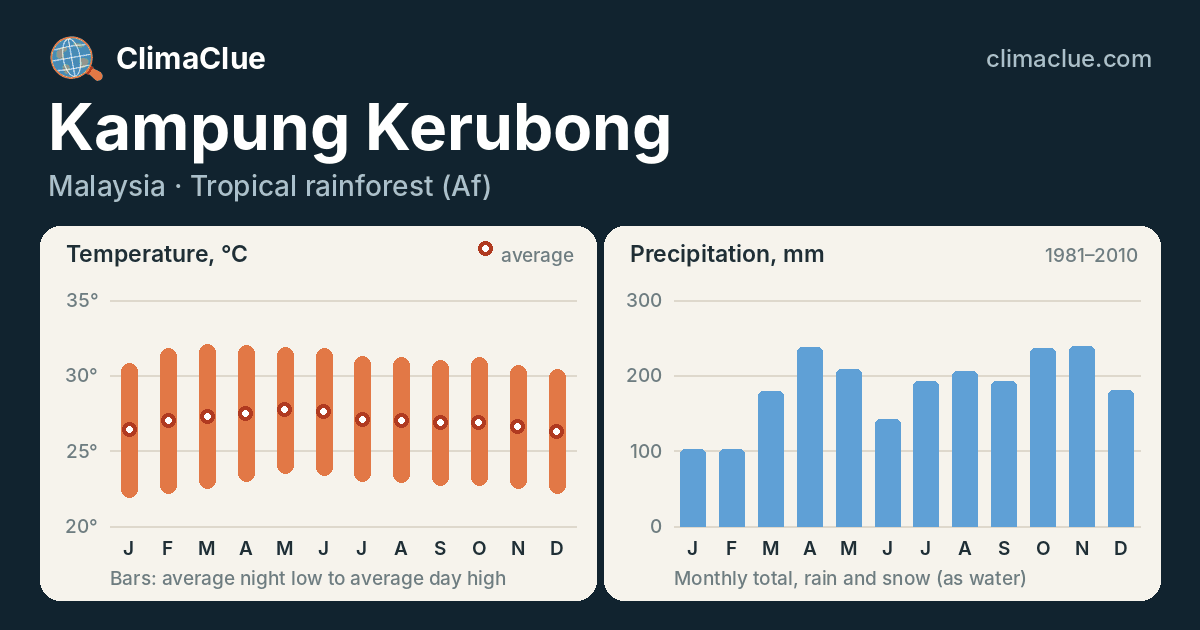 ClimaClue
climaclue.com
Kampung Kerubong
Malaysia · Tropical rainforest (Af)
Temperature, °C
average
35°
30°
25°
20°
J F M A M J J A S O N D
Bars: average night low to average day high
Precipitation, mm
1981–2010
300
200
100
0
J F M A M J J A S O N D
Monthly total, rain and snow (as water)